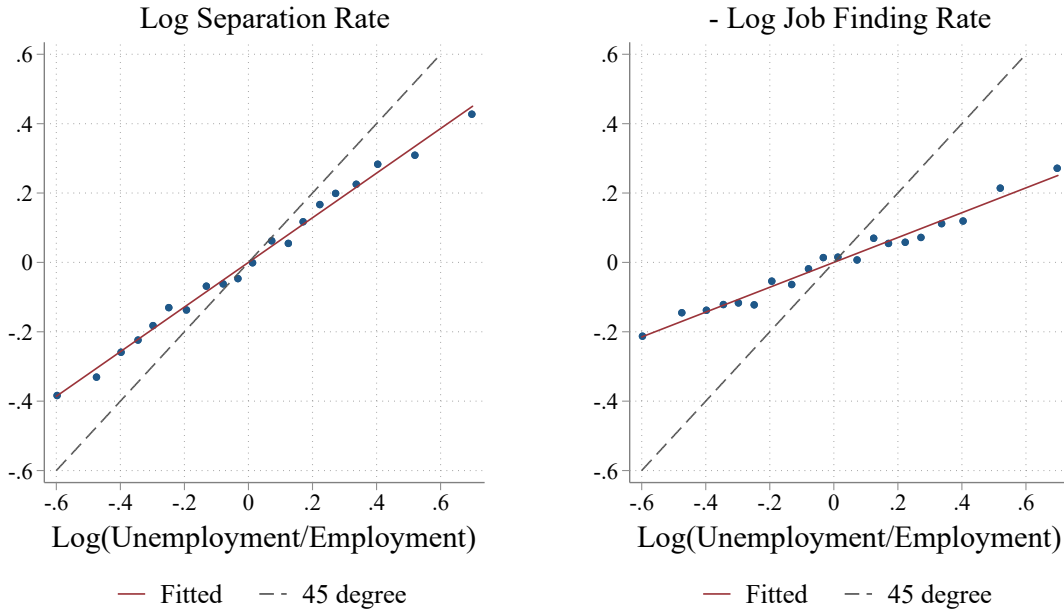 Log Separation Rate
.6
.4
.2
0
-.2
-.4
-.6
-.6 -.4 -.2 0 .2 .4 .6
Log(Unemployment/Employment)
Fitted 45 degree
- Log Job Finding Rate
.6
.4
.2
0
-.2
-.4
-.6
-.6 -.4 -.2 0 .2 .4 .6
Log(Unemployment/Employment)
Fitted 45 degree